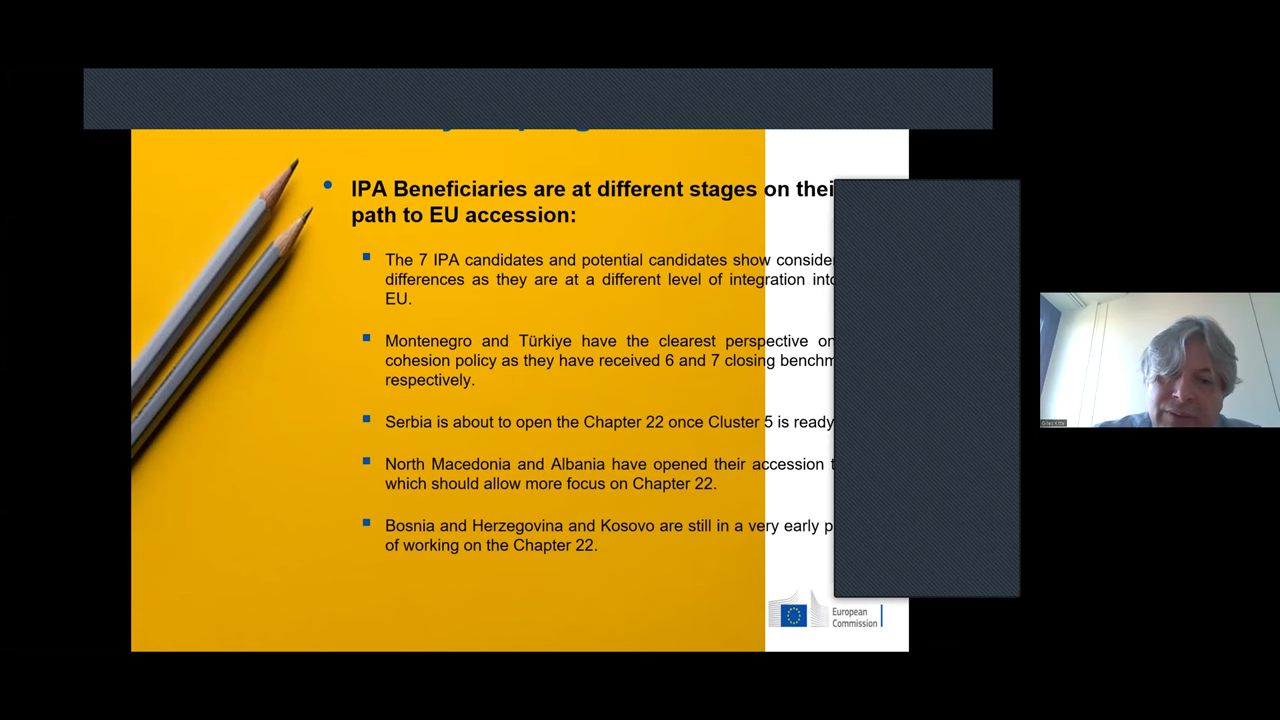 IPA Beneficiaries are at different stages on thei
path to EU accession:
The 7 IPA candidates and potential candidates show conside
differences as they are at a different level of integration int
EU.
Montenegro and Türkiye have the clearest perspective on
cohesion policy as they have received 6 and 7 closing benchm
respectively.
Serbia is about to open the Chapter 22 once Cluster 5 is ready
North Macedonia and Albania have opened their accession t
which should allow more focus on Chapter 22.
Bosnia and Herzegovina and Kosovo are still in a very early p
of working on the Chapter 22.
European
Commission